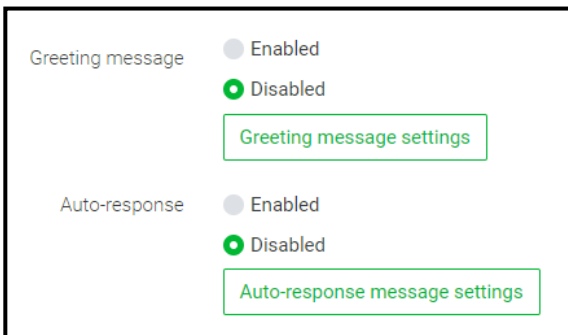 Greeting message
Enabled
Disabled
Greeting message settings
Auto-response
Enabled
Disabled
Auto-response message settings